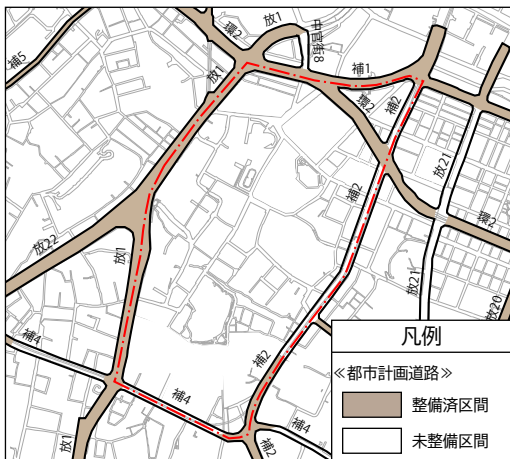 放1
環2
中官街8
補5
放1
補1
環2
補2
放21
補2
環2
放22
放1
放21
放20
補4
補2
補4
補4
放1
補2
凡例
≪都市計画道路≫
整備済区間
未整備区間